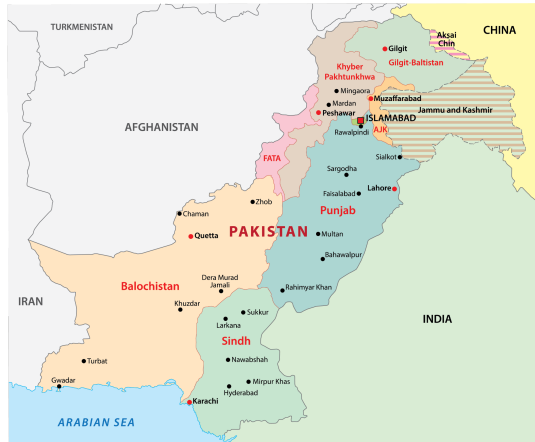 TURKMENISTAN
CHINA
Aksai
Chin
Gilgit
Gilgit-Baltistan
Khyber
Pakhtunkhwa
Mingaora
Muzaffarabad
Mardan
Jammu and Kashmir
Peshawar
ISLAMABAD
AFGHANISTAN
Rawalpindi
AJK
FATA
Sialkot
Sargodha
Lahore
Faisalabad
Zhob
Punjab
Chaman
PAKISTAN
Quetta
Multan
Bahawalpur
Dera Murad
Jamali
Balochistan
Rahimyar Khan
IRAN
Khuzdar
Sukkur
Larkana
INDIA
Sindh
Turbat
Nawabshah
Gwadar
Mirpur Khas
Hyderabad
Karachi
ARABIAN SEA